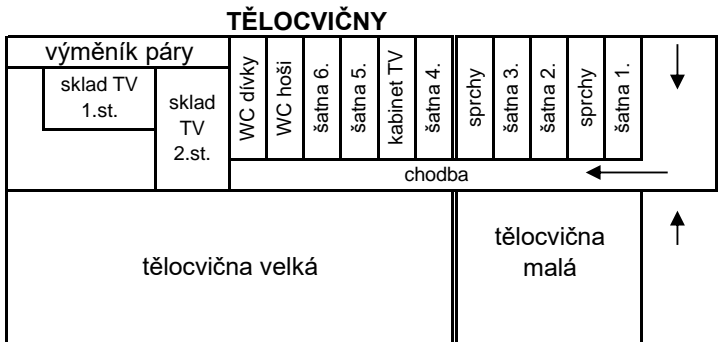 TĚLOCVIČNY
výměník páry
sklad TV
1.st.
sklad
TV
2.st.
WC dívky
WC hoši
šatna 6.
šatna 5.
kabinet TV
šatna 4.
sprchy
šatna 3.
šatna 2.
sprchy
šatna 1.
chodba
tělocvična velká
tělocvična
malá